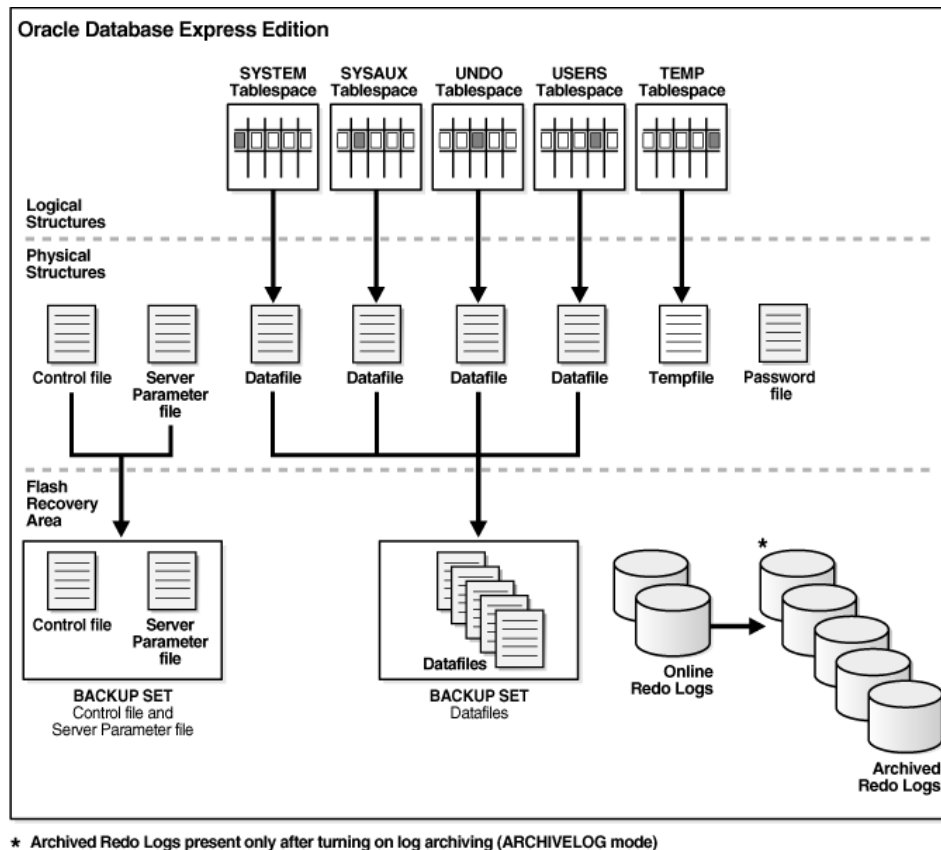 Oracle Database Express Edition
SYSTEM Tablespace
SYSAUX Tablespace
UNDO Tablespace
USERS Tablespace
TEMP Tablespace
Logical Structures
Physical Structures
Control file
Server Parameter file
Datafile
Datafile
Datafile
Datafile
Tempfile
Password file
Flash Recovery Area
Control file
Server Parameter file
BACKUP SET
Control file and
Server Parameter file
Datafiles
BACKUP SET
Datafiles
Online Redo Logs
*
Archived Redo Logs
* Archived Redo Logs present only after turning on log archiving (ARCHIVELOG mode)